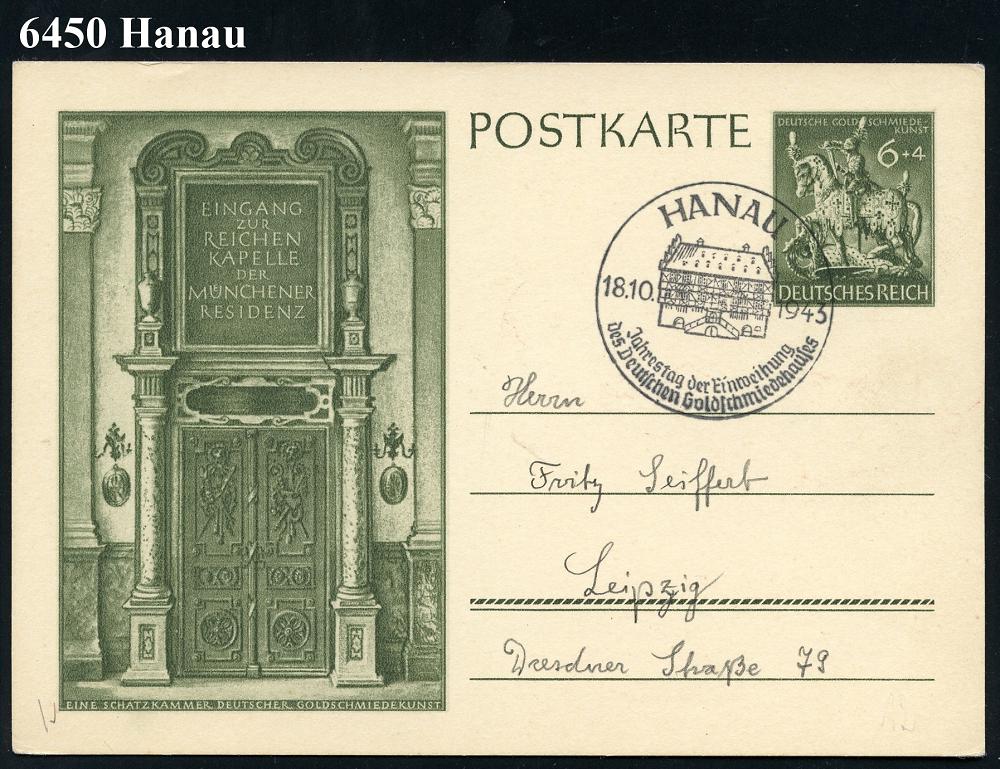 6450 Hanau
EINGANG
ZUR
REICHEN
KAPELLE
DER
MÜNCHENER
RESIDENZ
EINE SCHATZKAMMER DEUTSCHER GOLDSCHMIEDEKUNST
POSTKARTE
DEUTSCHE GOLDSCHMIEDE-
KUNST
6+4
DEUTSCHES REICH
HANAU
18.10. 1943
Jahrestag der Einweihung
des Deutschen Goldschmiedehauses
Herrn
Fritz Seiffert
Leipzig
Dresdner Straße 79